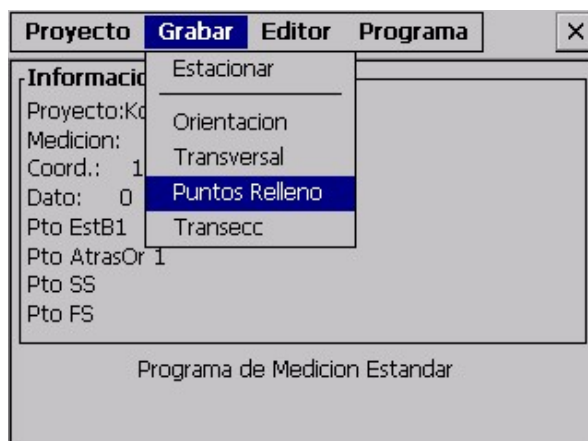 Proyecto Grabar Editor Programa
Estacionar
Orientacion
Transversal
Puntos Relleno
Transecc
Proyecto:
Medicion:
Coord.: 1
Dato: 0
Pto EstB1
Pto AtrasOr 1
Pto SS
Pto FS
Programa de Medicion Estandar